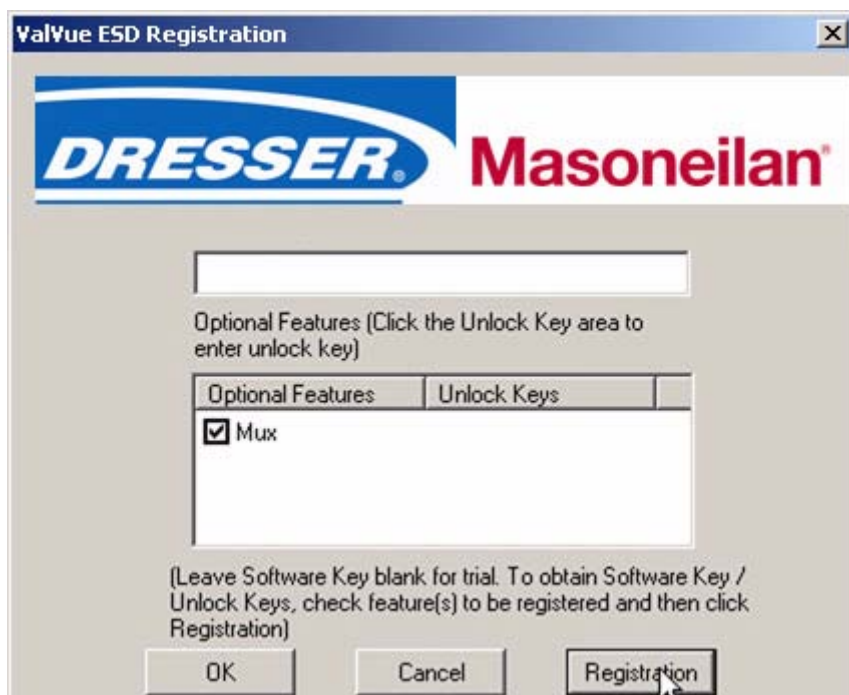 ValVue ESD Registration
DRESSER®
Masoneilan®
Optional Features (Click the Unlock Key area to
enter unlock key)
Optional Features Unlock Keys
Mux
(Leave Software Key blank for trial. To obtain Software Key /
Unlock Keys, check feature(s) to be registered and then click
Registration)
OK Cancel Registration